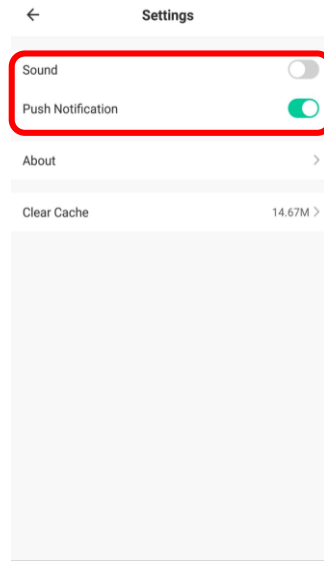 Settings
Sound
Push Notification
About
Clear Cache 14.67M